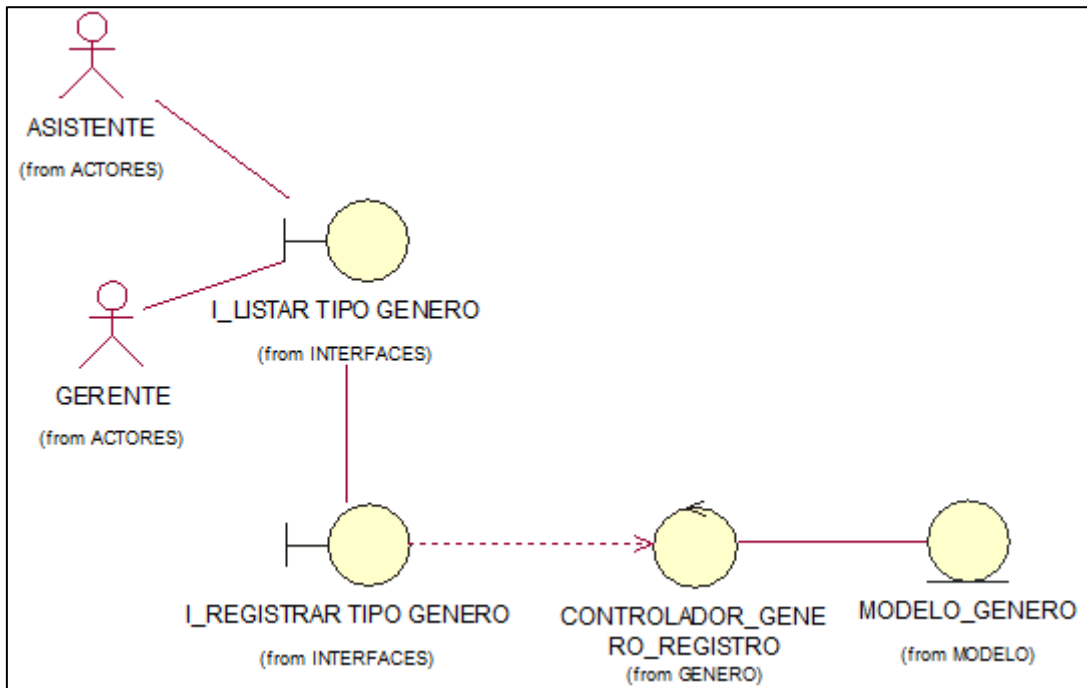 ASISTENTE
(from ACTORES)
I_LISTAR TIPO GENERO
(from INTERFACES)
GERENTE
(from ACTORES)
I_REGISTRAR TIPO GENERO
(from INTERFACES)
CONTROLADOR_GENE
RO_REGISTRO
(from GENERO)
MODELO_GENERO
(from MODELO)